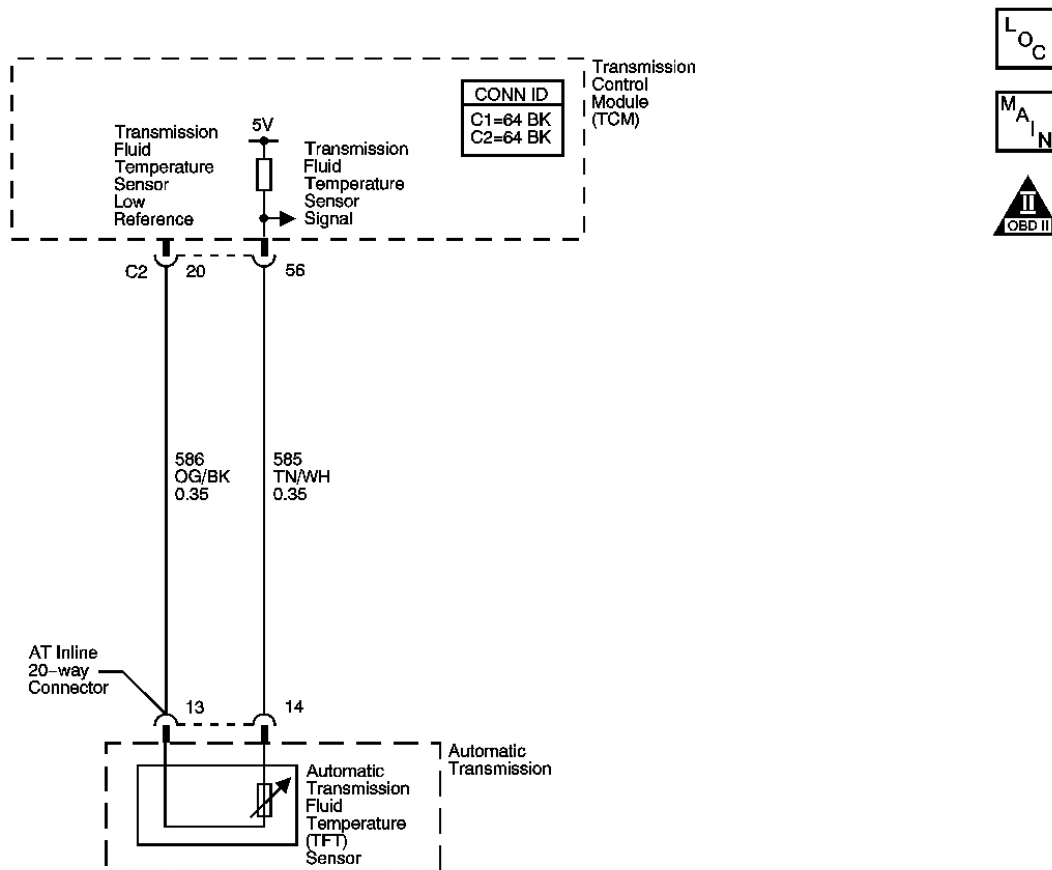 LOC
Transmission
Control
Module
(TCM)
CONN ID
C1=64 BK
C2=64 BK
MAIN
5V
Transmission
Fluid
Temperature
Sensor
Low
Reference
Transmission
Fluid
Temperature
Sensor
Signal
II
OBD II
C2
20
56
586
OG/BK
0.35
585
TN/WH
0.35
AT Inline
20-way
Connector
13
14
Automatic
Transmission
Automatic
Transmission
Fluid
Temperature
(TFT)
Sensor